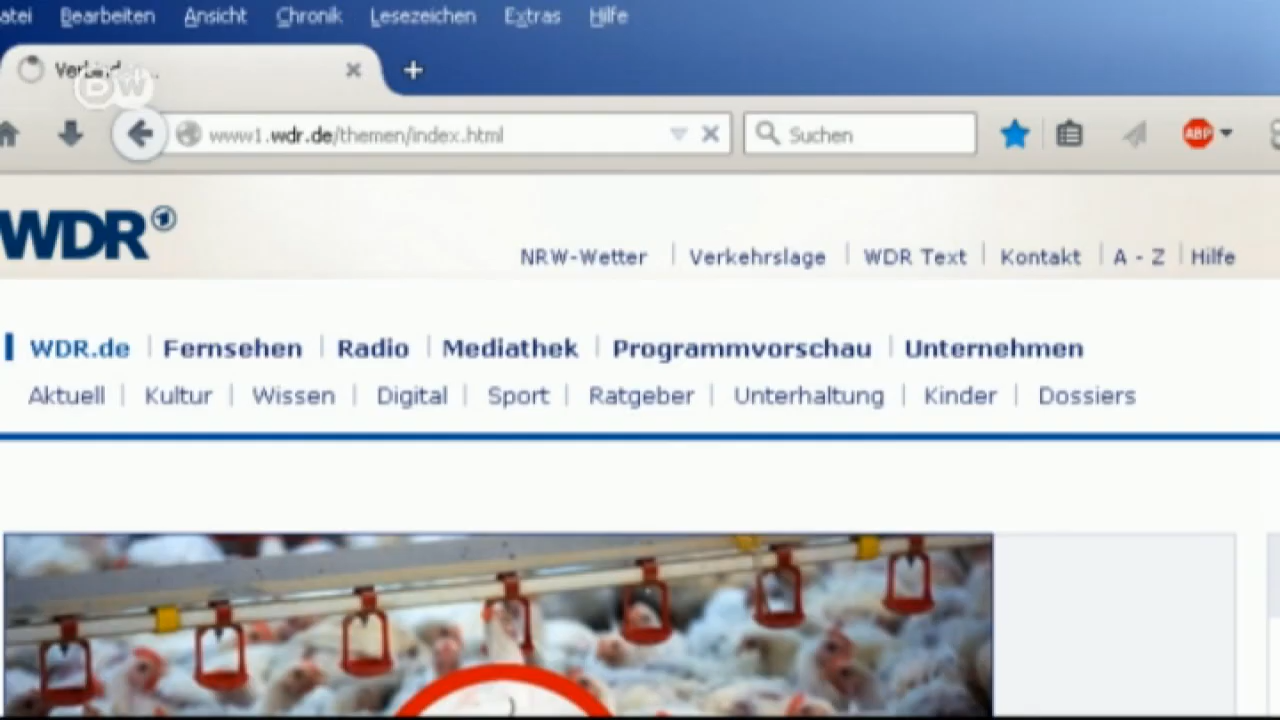 atei Bearbeiten Ansicht Chronik Lesezeichen Extras Hilfe
DW
www1.wdr.de/themen/index.html Suchen ABP
WDR
NRW-Wetter Verkehrslage WDR Text Kontakt A - Z Hilfe
WDR.de Fernsehen Radio Mediathek Programmvorschau Unternehmen
Aktuell Kultur Wissen Digital Sport Ratgeber Unterhaltung Kinder Dossiers